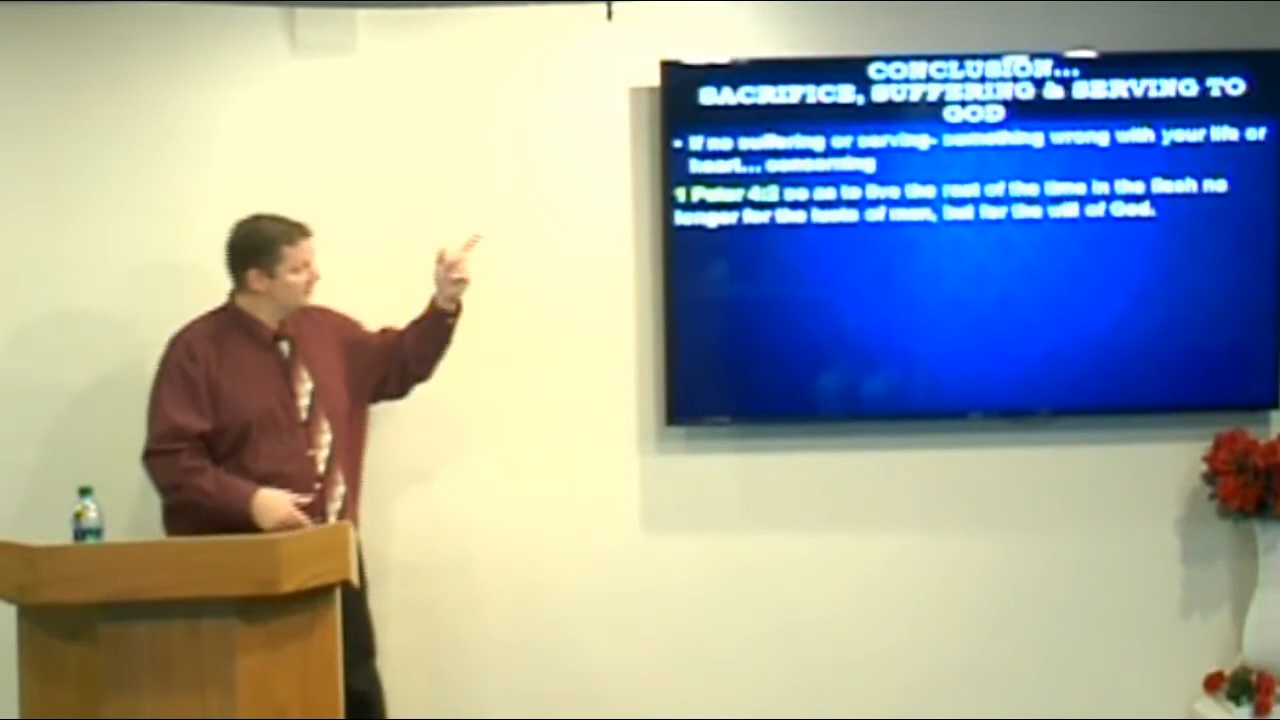 CONCLUSION...
SACRIFICE, SUFFERING & SERVING TO
GOD
• If no suffering or serving- something wrong with your life or
heart... concerning
1 Peter 4:2 so as to live the rest of the time in the flesh no
longer for the lusts of men, but for the will of God.